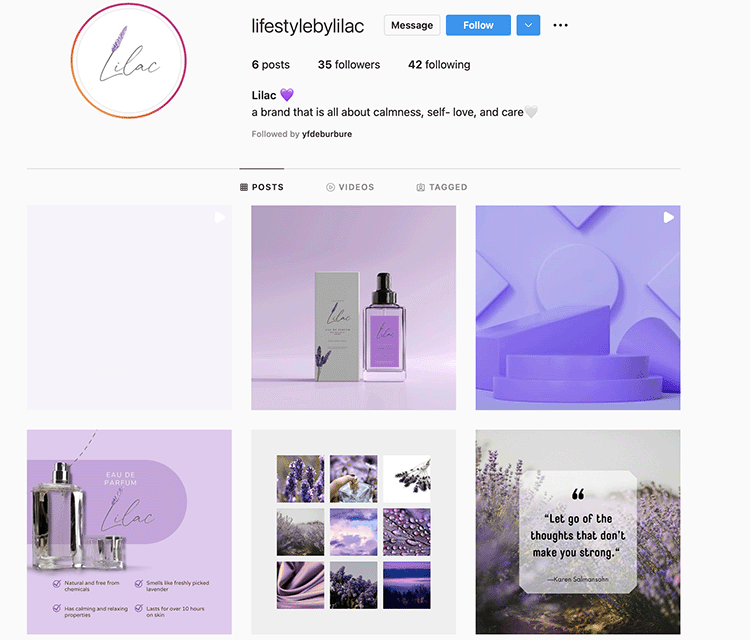 Lilac
lifestylebylilac
Message
Follow
6 posts 35 followers 42 following
Lilac 💜
a brand that is all about calmness, self- love, and care🤍
Followed by yfdeburbure
POSTS VIDEOS TAGGED
Lilac
EAU DE PARFUM
Lilac
EAU DE
PARFUM
Lilac
Natural and free from
chemicals
Smells like freshly picked
lavender
Has calming and relaxing
properties
Lasts for over 10 hours
on skin
“Let go of the
thoughts that don’t
make you strong.“
—Karen Salmansohn